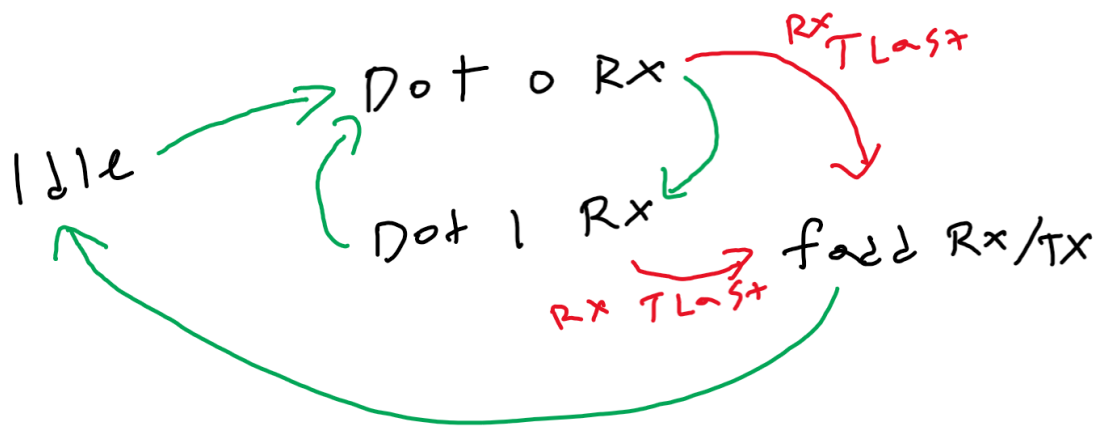 RX
TLast
Dot 0 Rx
Idle
Dot 1 Rx
fadd Rx/TX
RX TLast